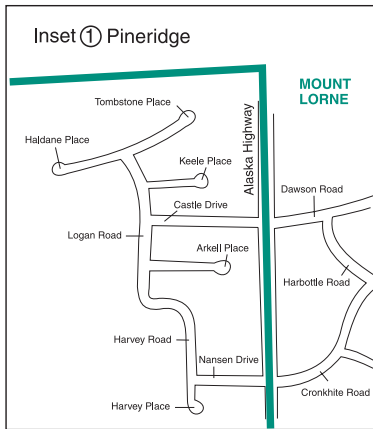 Inset 1 Pineridge
MOUNT
LORNE
Tombstone Place
Haldane Place
Keele Place
Alaska Highway
Dawson Road
Castle Drive
Logan Road
Arkell Place
Harbottle Road
Harvey Road
Nansen Drive
Cronkhite Road
Harvey Place